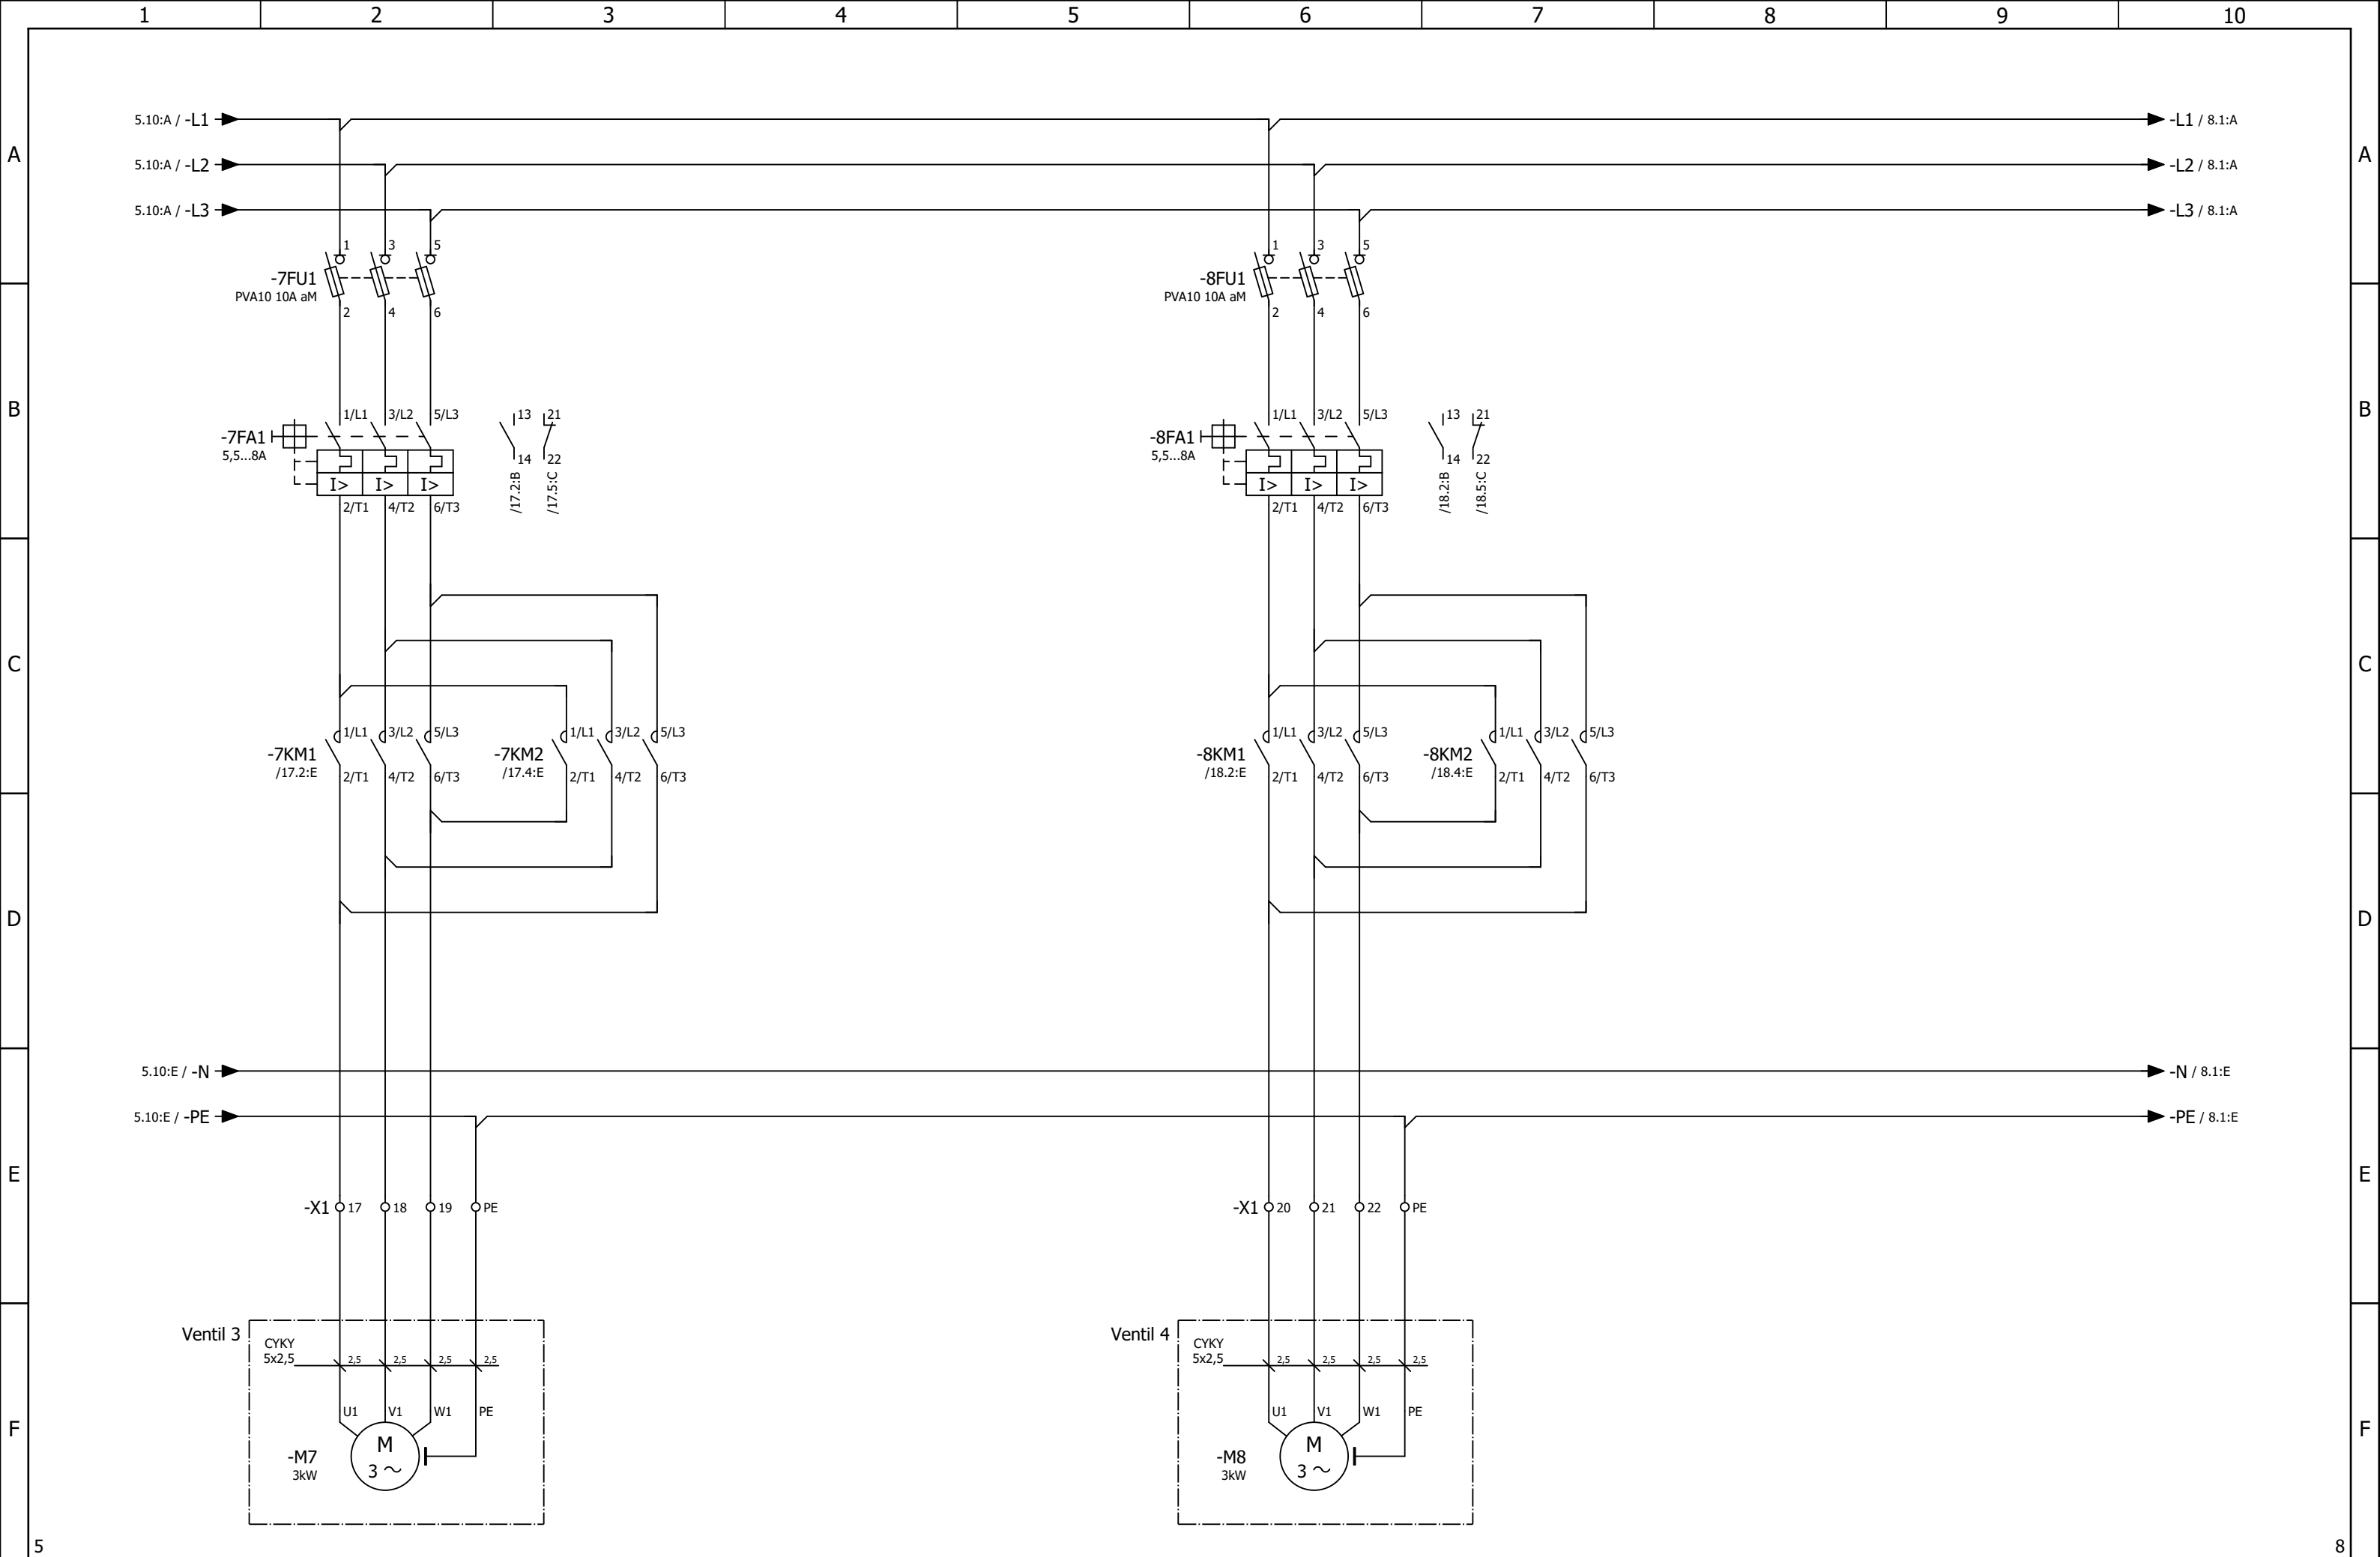 1 2 3 4 5 6 7 8 9 10
5.10:A / -L1
-L1 / 8.1:A
A
A
5.10:A / -L2
-L2 / 8.1:A
5.10:A / -L3
-L3 / 8.1:A
1 3 5
-7FU1
PVA10 10A aM
2 4 6
1 3 5
-8FU1
PVA10 10A aM
2 4 6
B
B
1/L1 3/L2 5/L3
13 21
-7FA1
5,5...8A
14 22
I> I> I>
2/T1 4/T2 6/T3
/17.2:B
/17.5:C
1/L1 3/L2 5/L3
13 21
-8FA1
5,5...8A
14 22
I> I> I>
2/T1 4/T2 6/T3
/18.2:B
/18.5:C
C
C
1/L1 3/L2 5/L3
-7KM1
/17.2:E
2/T1 4/T2 6/T3
1/L1 3/L2 5/L3
-7KM2
/17.4:E
2/T1 4/T2 6/T3
1/L1 3/L2 5/L3
-8KM1
/18.2:E
2/T1 4/T2 6/T3
1/L1 3/L2 5/L3
-8KM2
/18.4:E
2/T1 4/T2 6/T3
D
D
5.10:E / -N
-N / 8.1:E
5.10:E / -PE
-PE / 8.1:E
E
E
-X1 17 18 19 PE
-X1 20 21 22 PE
Ventil 3
CYKY
5x2,5
2,5 2,5 2,5 2,5
U1 V1 W1 PE
M
3 ~
-M7
3kW
Ventil 4
CYKY
5x2,5
2,5 2,5 2,5 2,5
U1 V1 W1 PE
M
3 ~
-M8
3kW
F
F
5
8